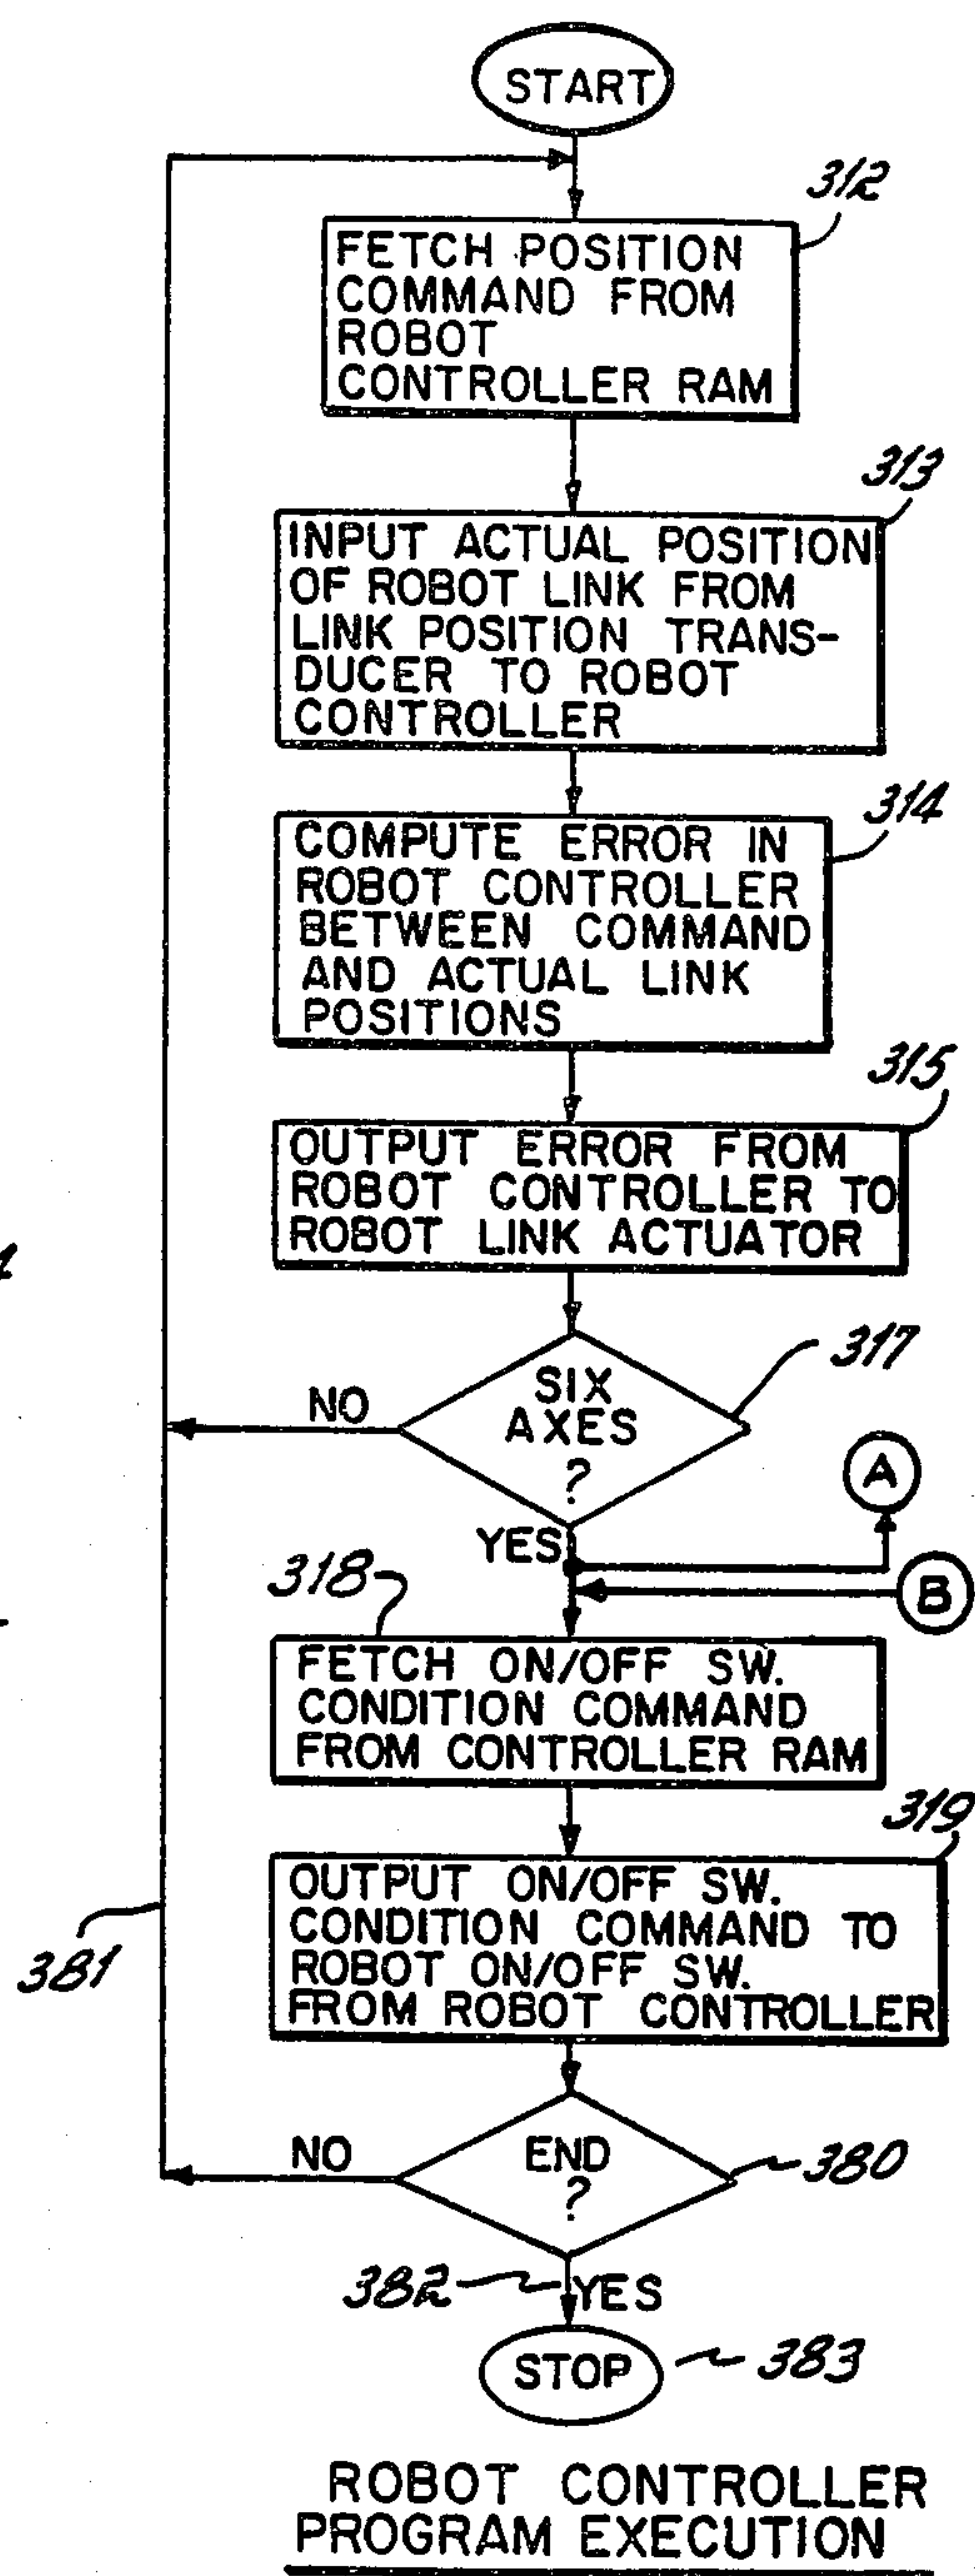 START
312
FETCH POSITION
COMMAND FROM
ROBOT
CONTROLLER RAM
313
INPUT ACTUAL POSITION
OF ROBOT LINK FROM
LINK POSITION TRANS-
DUCER TO ROBOT
CONTROLLER
314
COMPUTE ERROR IN
ROBOT CONTROLLER
BETWEEN COMMAND
AND ACTUAL LINK
POSITIONS
315
OUTPUT ERROR FROM
ROBOT CONTROLLER TO
ROBOT LINK ACTUATOR
317
SIX
AXES
?
NO
A
YES
B
318
FETCH ON/OFF SW.
CONDITION COMMAND
FROM CONTROLLER RAM
319
OUTPUT ON/OFF SW.
CONDITION COMMAND TO
ROBOT ON/OFF SW.
FROM ROBOT CONTROLLER
381
END
?
NO
380
382
YES
STOP
383
ROBOT CONTROLLER
PROGRAM EXECUTION